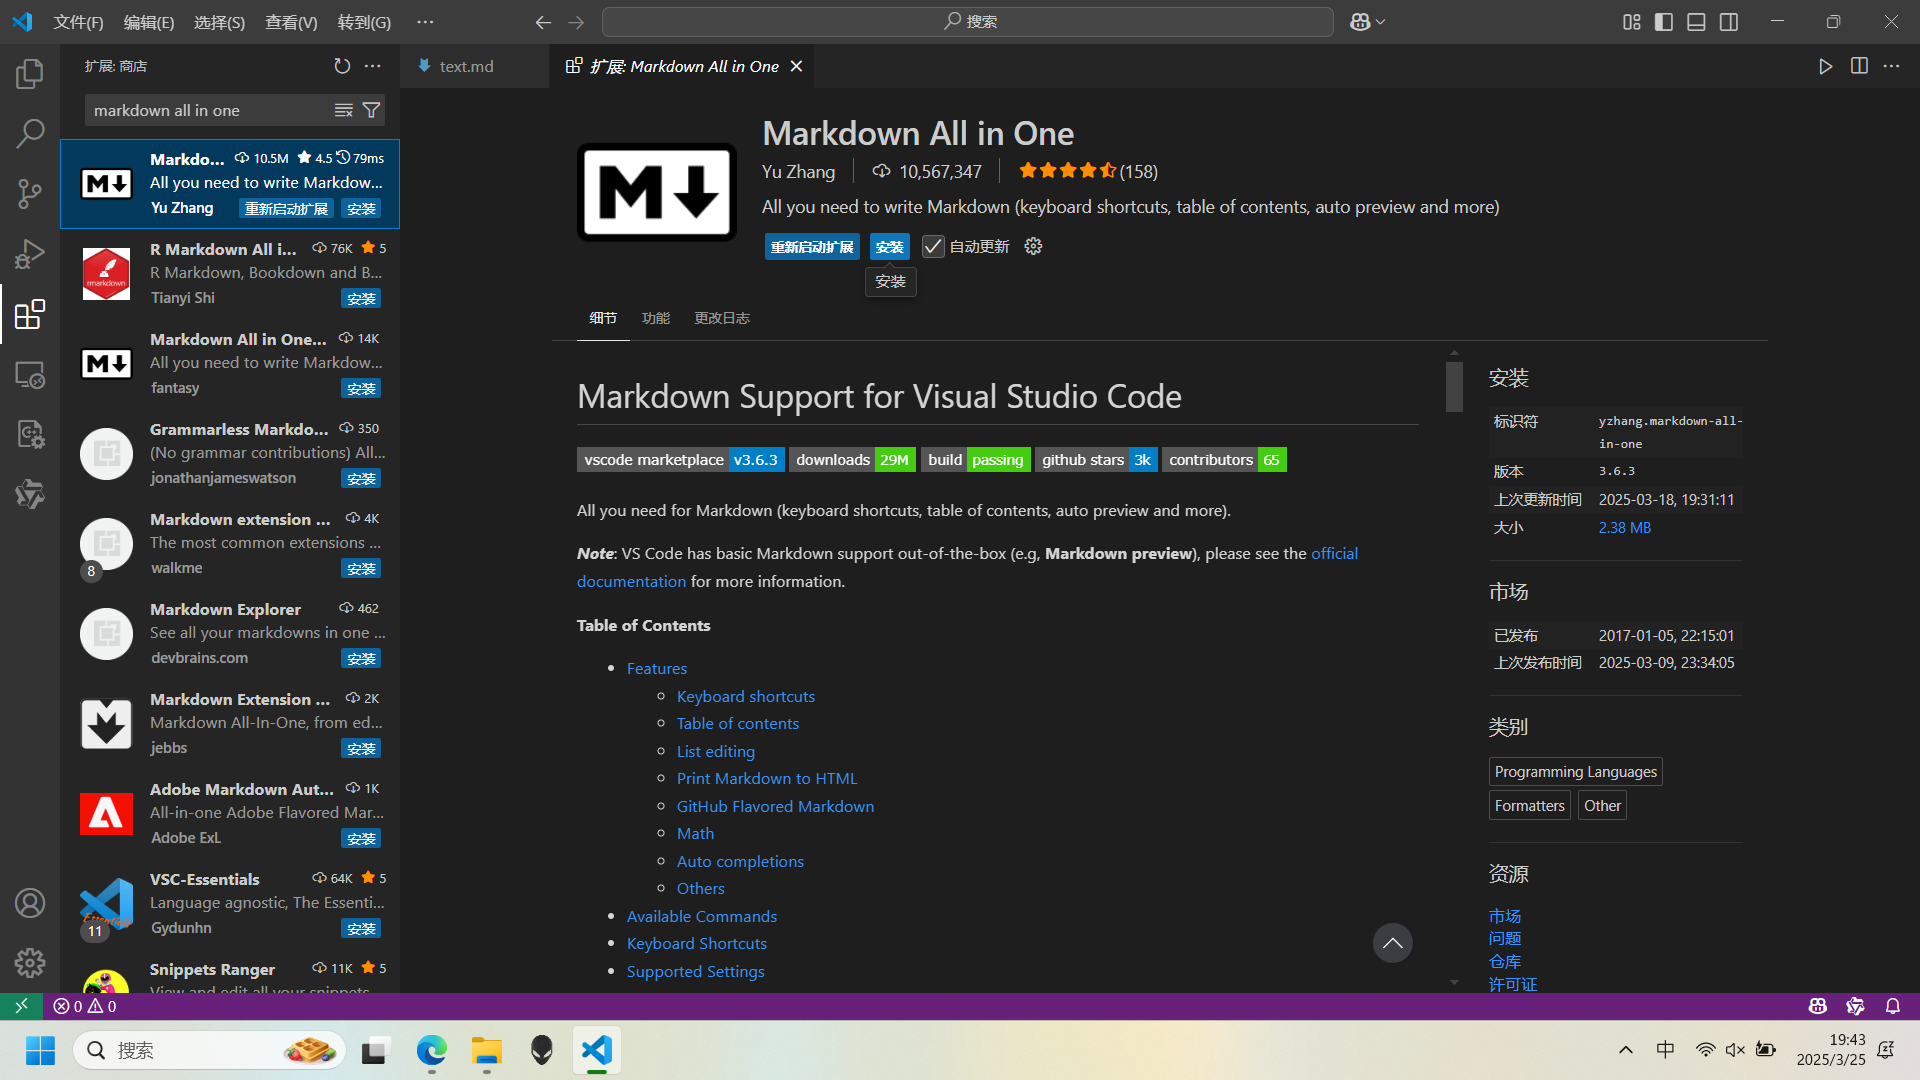 文件(F) 编辑(E) 选择(S) 查看(V) 转到(G) ··· 搜索
扩展: 商店
text.md
扩展: Markdown All in One
markdown all in one
Markdo... 10.5M 4.5 79ms
All you need to write Markdow...
Yu Zhang 重新启动扩展 安装
R Markdown All i... 76K 5
R Markdown, Bookdown and B...
Tianyi Shi 安装
Markdown All in One... 14K
All you need to write Markdow...
fantasy 安装
Grammarless Markdo... 350
(No grammar contributions) All...
jonathanjameswatson 安装
Markdown extension ... 4K
The most common extensions ...
8
walkme 安装
Markdown Explorer 462
See all your markdowns in one ...
devbrains.com 安装
Markdown Extension ... 2K
Markdown All-In-One, from ed...
jebbs 安装
Adobe Markdown Aut... 1K
All-in-one Adobe Flavored Mar...
Adobe ExL 安装
VSC-Essentials 64K 5
Language agnostic, The Essenti...
11
Gydunhn 安装
Snippets Ranger 11K 5
View and edit all your snippets
Markdown All in One
Yu Zhang 10,567,347 (158)
All you need to write Markdown (keyboard shortcuts, table of contents, auto preview and more)
重新启动扩展 安装 自动更新
安装
细节 功能 更改日志
Markdown Support for Visual Studio Code
vscode marketplace v3.6.3 downloads 29M build passing github stars 3k contributors 65
All you need for Markdown (keyboard shortcuts, table of contents, auto preview and more).
Note: VS Code has basic Markdown support out-of-the-box (e.g, Markdown preview), please see the official
documentation for more information.
Table of Contents
• Features
◦ Keyboard shortcuts
◦ Table of contents
◦ List editing
◦ Print Markdown to HTML
◦ GitHub Flavored Markdown
◦ Math
◦ Auto completions
◦ Others
• Available Commands
• Keyboard Shortcuts
• Supported Settings
安装
标识符 yzhang.markdown-all-
in-one
版本 3.6.3
上次更新时间 2025-03-18, 19:31:11
大小 2.38 MB
市场
已发布 2017-01-05, 22:15:01
上次发布时间 2025-03-09, 23:34:05
类别
Programming Languages
Formatters Other
资源
市场
问题
仓库
许可证
0 0
搜索
中
19:43
2025/3/25